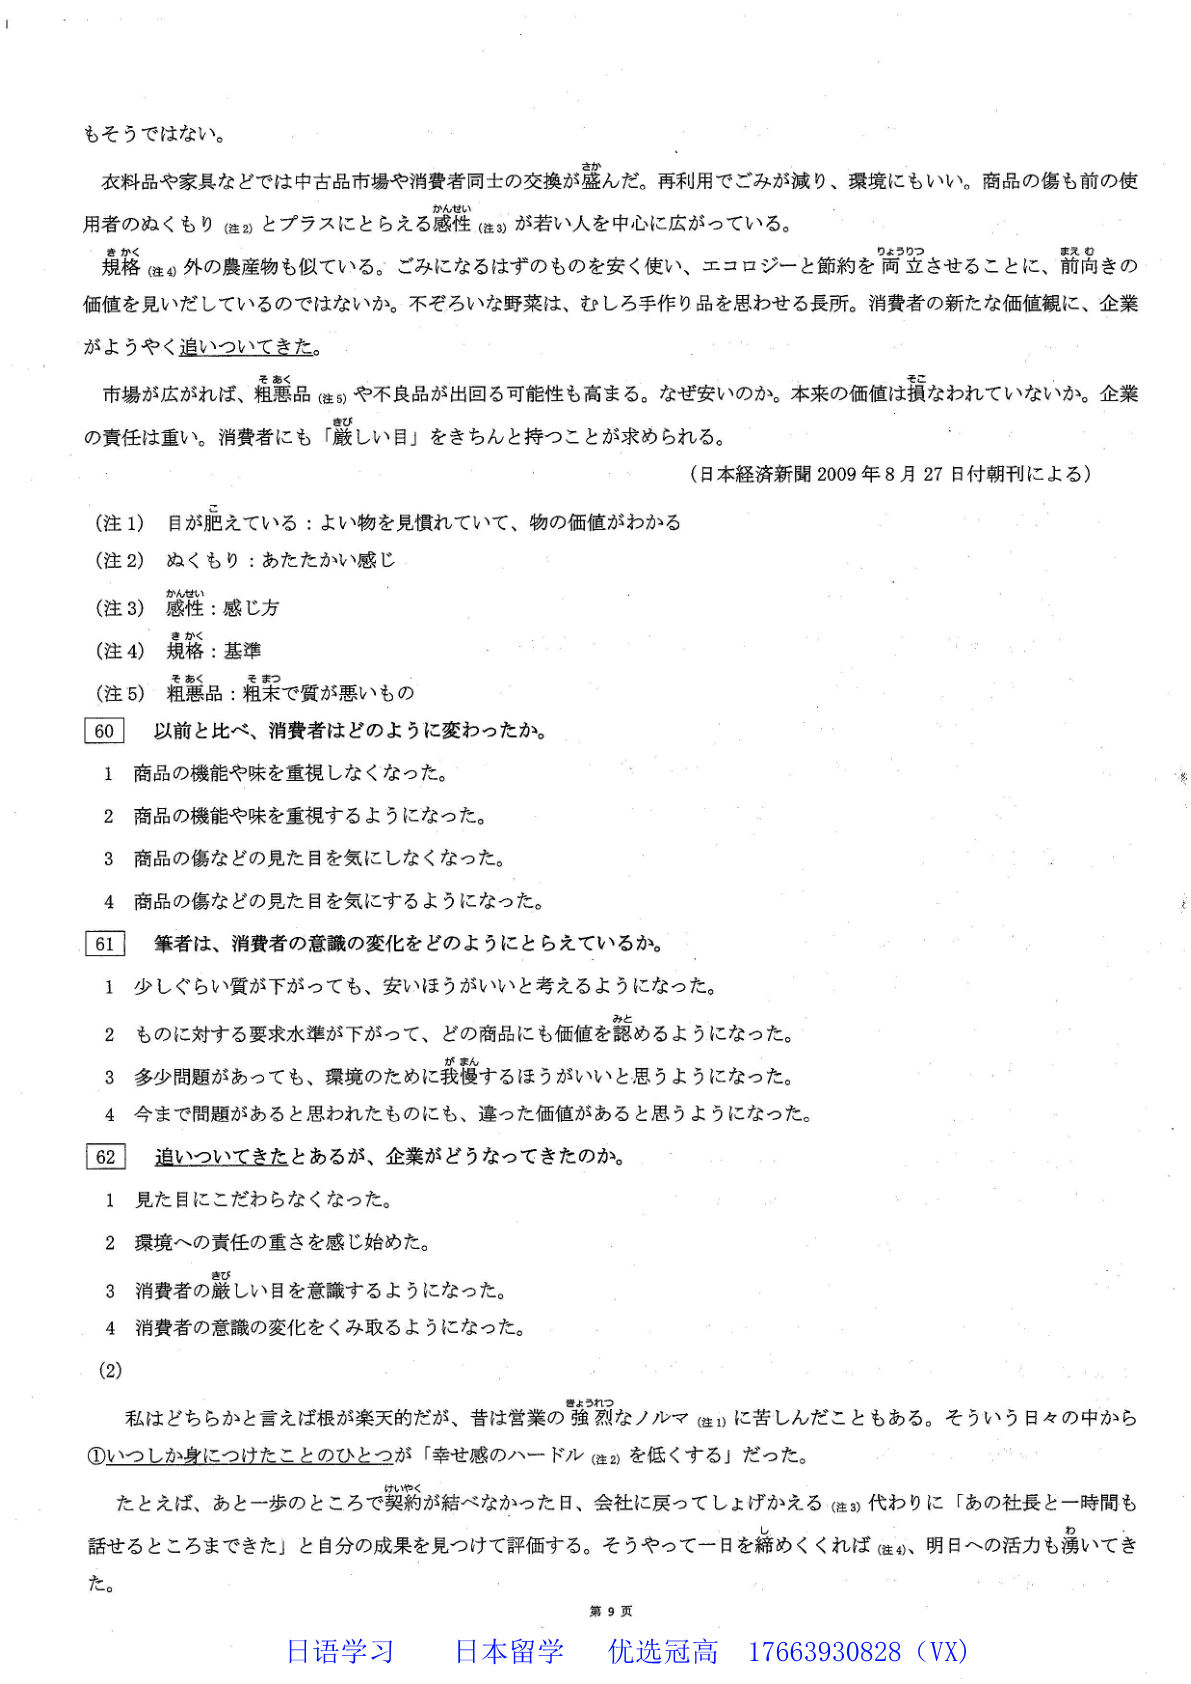 もそうではない。
衣料品や家具などでは中古品市場や消費者同士の交換が盛んだ。再利用でごみが減り、環境にもいい。商品の傷も前の使
用者のぬくもり(注2)とプラスにとらえる感性(注3)が若い人を中心に広がっている。
規格(注4)外の農産物も似ている。ごみになるはずのものを安く使い、エコロジーと節約を両立させることに、前向きの
価値を見いだしているのではないか。不ぞろいな野菜は、むしろ手作り品を思わせる長所。消費者の新たな価値観に、企業
がようやく追いついてきた。
市場が広がれば、粗悪品(注5)や不良品が出回る可能性も高まる。なぜ安いのか。本来の価値は損なわれていないか。企業
の責任は重い。消費者にも「厳しい目」をきちんと持つことが求められる。
(日本経済新聞 2009 年 8 月 27 日付朝刊による)
(注1) 目が肥えている：よい物を見慣れていて、物の価値がわかる
(注2) ぬくもり：あたたかい感じ
(注3) 感性：感じ方
(注4) 規格：基準
(注5) 粗悪品：粗末で質が悪いもの
60 以前と比べ、消費者はどのように変わったか。
1 商品の機能や味を重視しなくなった。
2 商品の機能や味を重視するようになった。
3 商品の傷などの見た目を気にしなくなった。
4 商品の傷などの見た目を気にするようになった。
61 筆者は、消費者の意識の変化をどのようにとらえているか。
1 少しぐらい質が下がっても、安いほうがいいと考えるようになった。
2 ものに対する要求水準が下がって、どの商品にも価値を認めるようになった。
3 多少問題があっても、環境のために我慢するほうがいいと思うようになった。
4 今まで問題があると思われたものにも、違った価値があると思うようになった。
62 追いついてきたとあるが、企業がどうなってきたのか。
1 見た目にこだわらなくなった。
2 環境への責任の重さを感じ始めた。
3 消費者の厳しい目を意識するようになった。
4 消費者の意識の変化をくみ取るようになった。
(2)
私はどちらかと言えば根が楽天的だが、昔は営業の強烈なノルマ(注1)に苦しんだこともある。そういう日々の中から
①いつしか身につけたことのひとつが「幸せ感のハードル(注2)を低くする」だった。
たとえば、あと一歩のところで契約が結べなかった日、会社に戻ってしょげかえる(注3)代わりに「あの社長と一時間も
話せるところまできた」と自分の成果を見つけて評価する。そうやって一日を締めくくれば(注4)、明日への活力も湧いてき
た。
第 9 页
日语学习 日本留学 优选冠高 17663930828（VX)